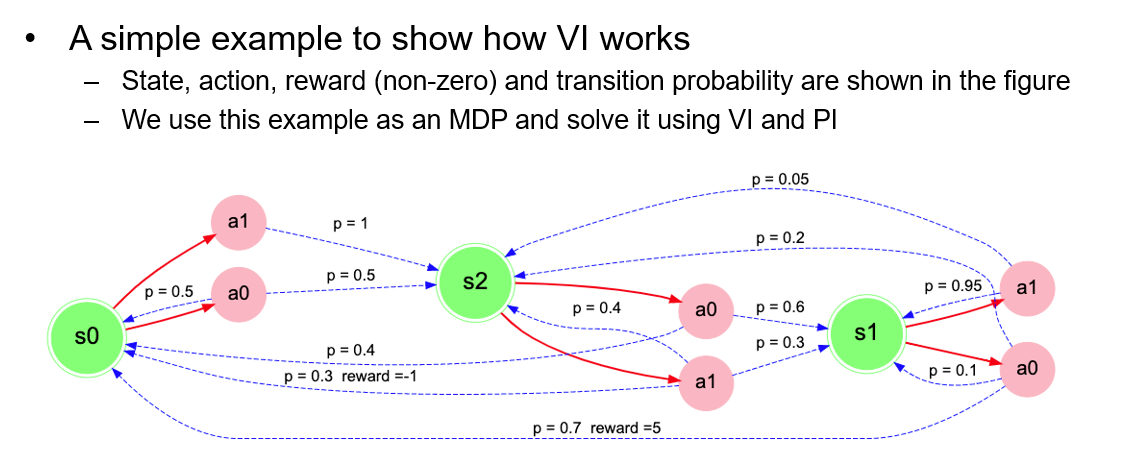 • A simple example to show how VI works
– State, action, reward (non-zero) and transition probability are shown in the figure
– We use this example as an MDP and solve it using VI and PI
p = 0.05
a1
p = 1
p = 0.2
s2
p = 0.5
p = 0.5
a0
p = 0.95
a1
p = 0.4
a0
p = 0.6
s0
s1
p = 0.4
p = 0.3
a1
p = 0.3 reward =-1
p = 0.1
a0
p = 0.7 reward =5